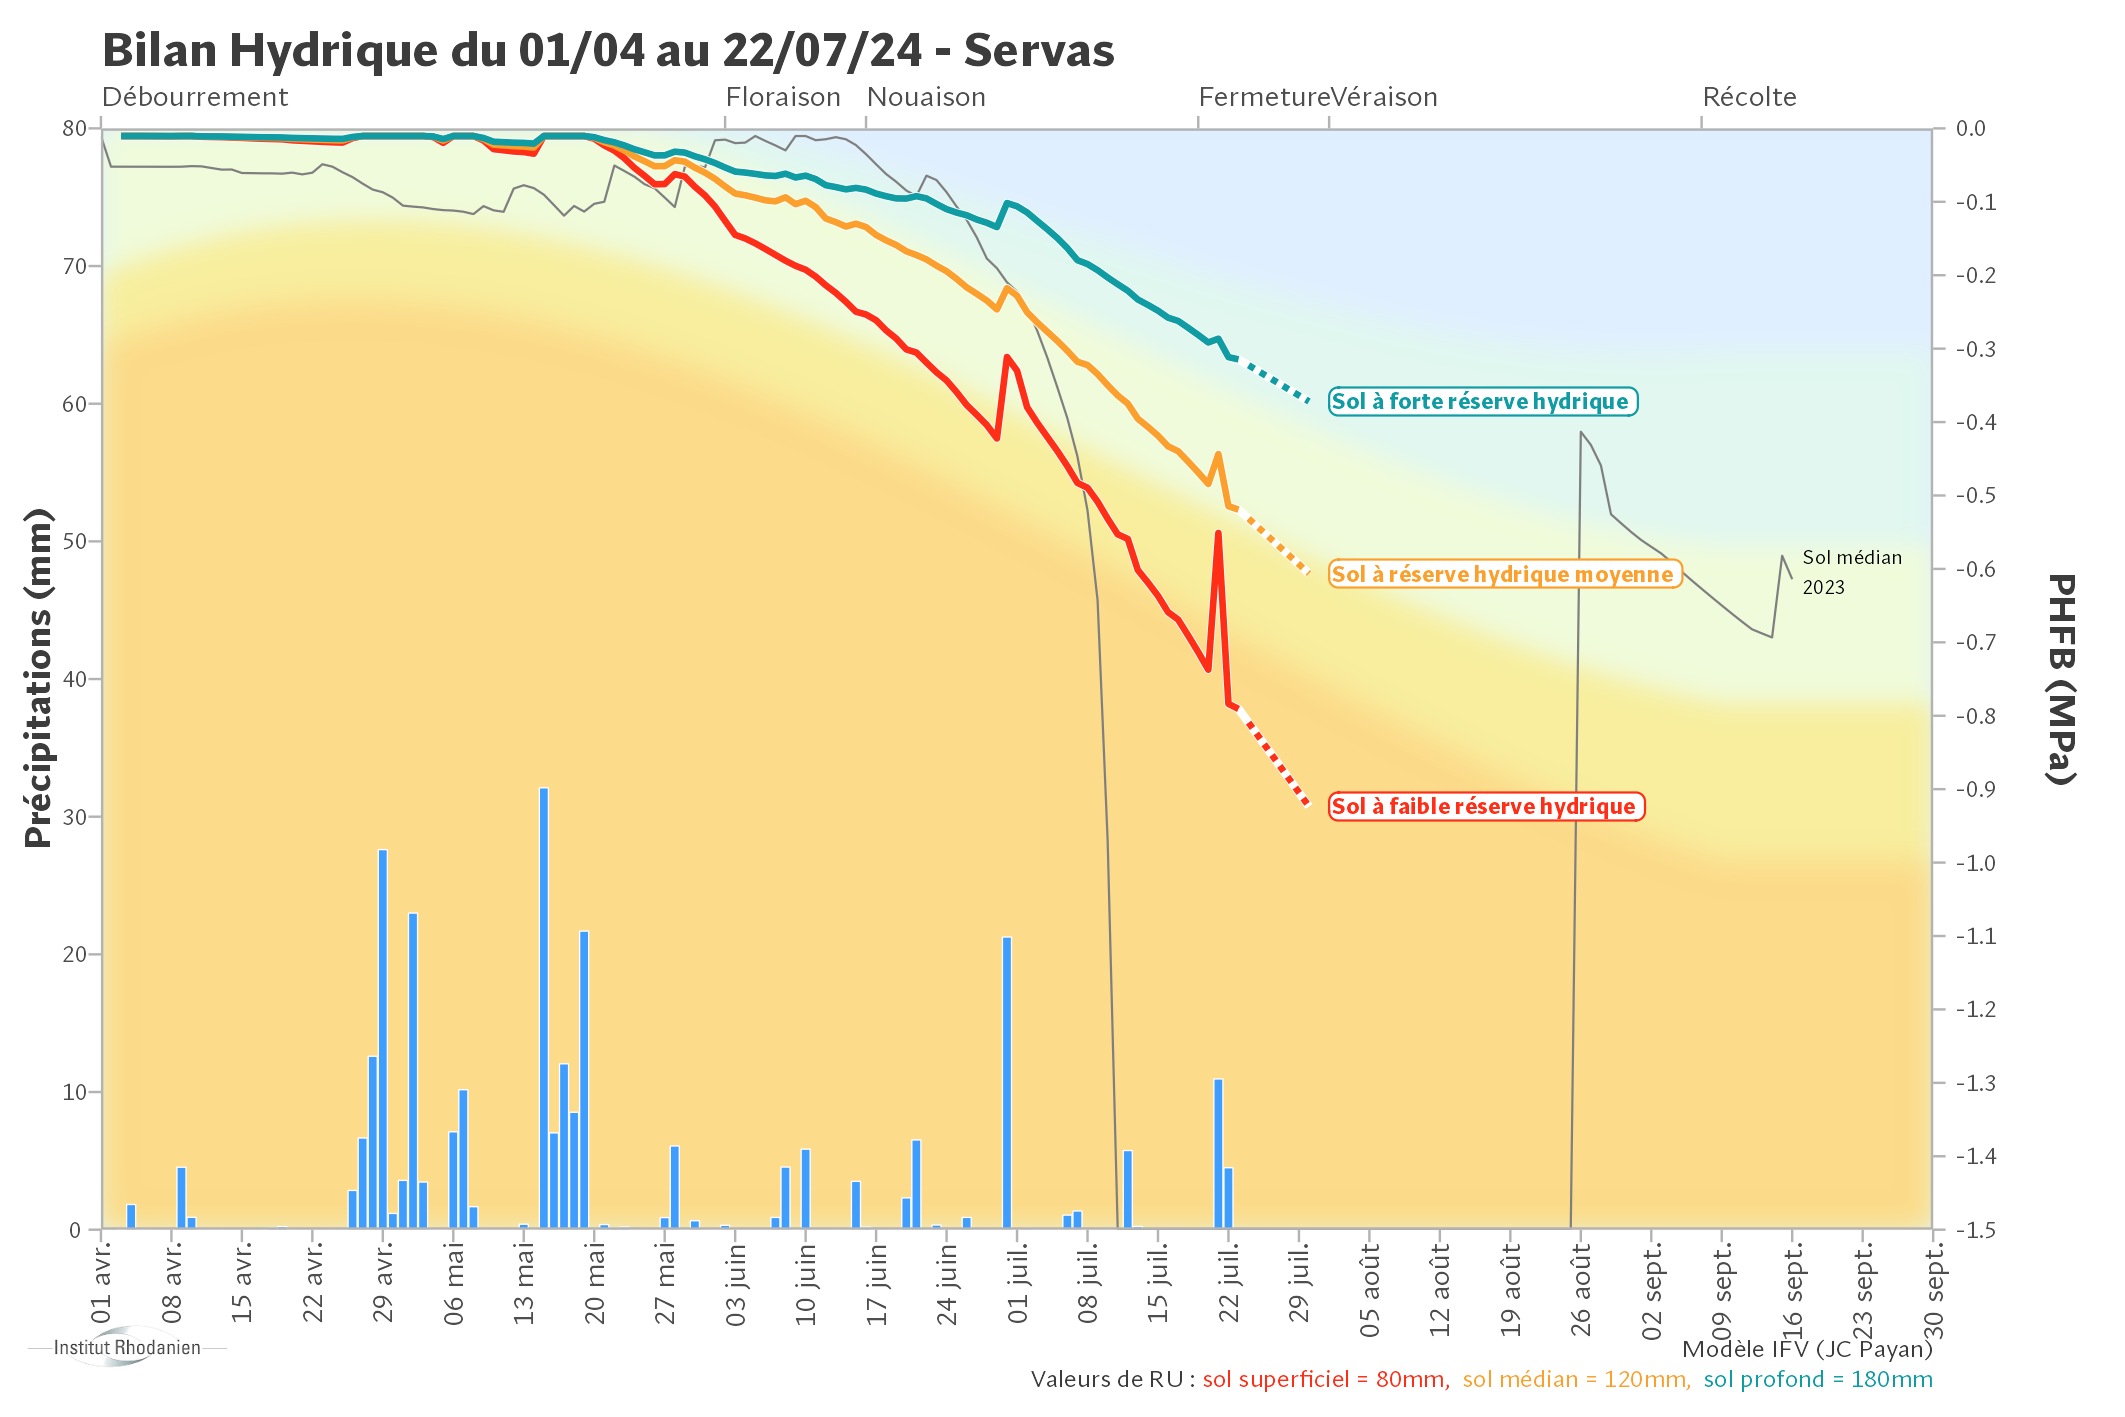 Bilan Hydrique du 01/04 au 22/07/24 - Servas
Débourrement Floraison Nouaison Fermeture Véraison Récolte
80
70
60
50
40
30
20
10
0
Précipitations (mm)
0.0
-0.1
-0.2
-0.3
-0.4
-0.5
-0.6
-0.7
-0.8
-0.9
-1.0
-1.1
-1.2
-1.3
-1.4
-1.5
PHFB (MPa)
Sol à forte réserve hydrique
Sol à réserve hydrique moyenne
Sol à faible réserve hydrique
Sol médian
2023
01 avr.
08 avr.
15 avr.
22 avr.
29 avr.
06 mai
13 mai
20 mai
27 mai
03 juin
10 juin
17 juin
24 juin
01 juil.
08 juil.
15 juil.
22 juil.
29 juil.
05 août
12 août
19 août
26 août
02 sept.
09 sept.
16 sept.
23 sept.
30 sept.
Institut Rhodanien
Modèle IFV (JC Payan)
Valeurs de RU : sol superficiel = 80mm, sol médian = 120mm, sol profond = 180mm